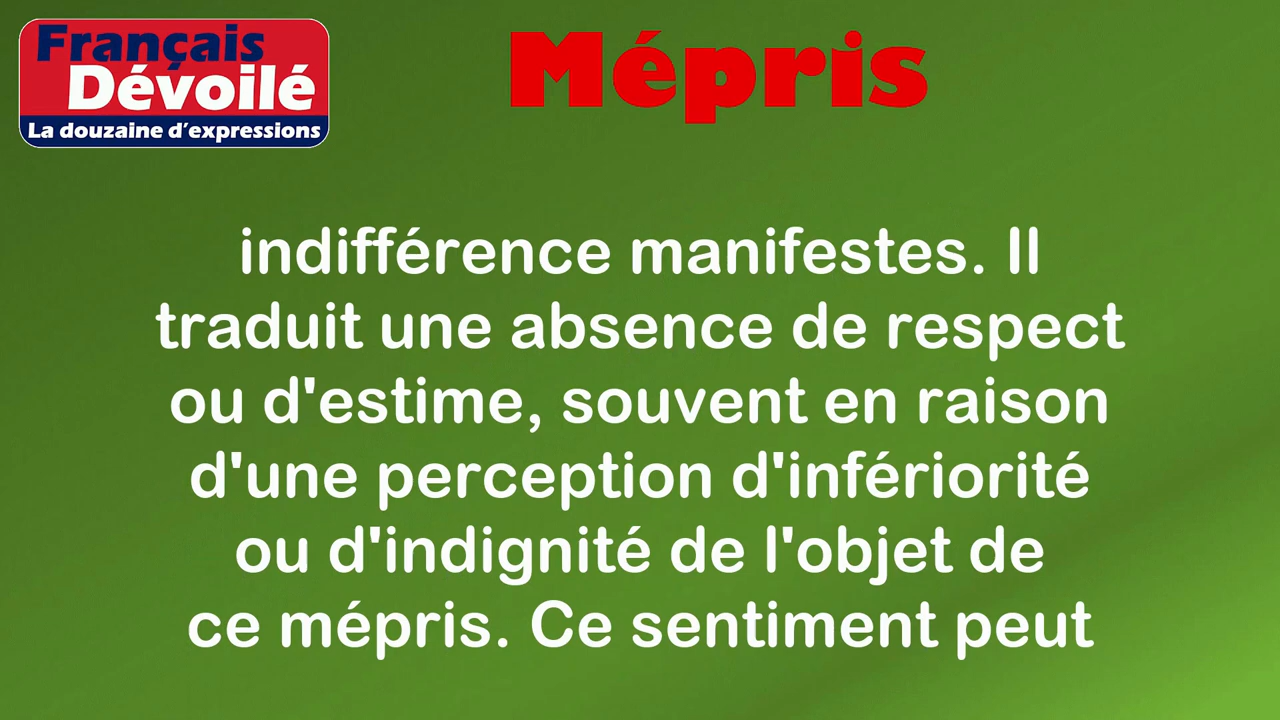 Français
Dévoilé
La douzaine d'expressions
Mépris
indifférence manifestes. Il
traduit une absence de respect
ou d'estime, souvent en raison
d'une perception d'infériorité
ou d'indignité de l'objet de
ce mépris. Ce sentiment peut